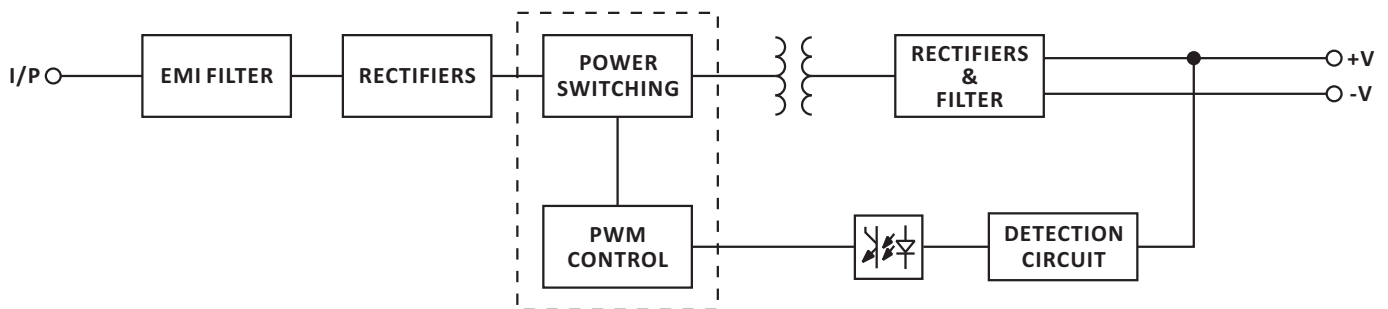 I/P
EMI FILTER
RECTIFIERS
POWER
SWITCHING
RECTIFIERS
&
FILTER
+V
-V
PWM
CONTROL
DETECTION
CIRCUIT